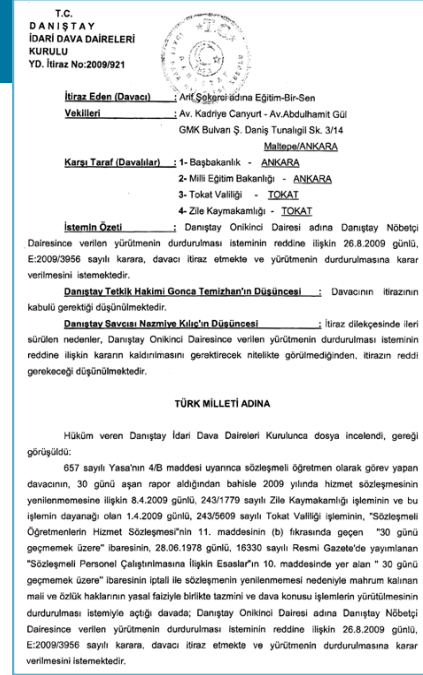 T.C.
D A N I Ş T A Y
İDARİ DAVA DAİRELERİ
KURULU
YD. İtiraz No:2009/921
İtiraz Eden (Davacı) : Arif Şekerci adına Eğitim-Bir-Sen
Vekilleri : Av. Kadriye Canyurt - Av.Abdulhamit Gül
GMK Bulvarı Ş. Daniş Tunalıgil Sk. 3/14
Maltepe/ANKARA
Karşı Taraf (Davalılar) : 1- Başbakanlık - ANKARA
2- Milli Eğitim Bakanlığı - ANKARA
3- Tokat Valiliği - TOKAT
4- Zile Kaymakamlığı - TOKAT
İstemin Özeti : Danıştay Onikinci Dairesi adına Danıştay Nöbetçi
Dairesince verilen yürütmenin durdurulması isteminin reddine ilişkin 26.8.2009 günlü,
E:2009/3956 sayılı karara, davacı itiraz etmekte ve yürütmenin durdurulmasına karar
verilmesini istemektedir.
Danıştay Tetkik Hakimi Gonca Temizhan'ın Düşüncesi : Davacının itirazının
kabulü gerektiği düşünülmektedir.
Danıştay Savcısı Nazmiye Kılıç'ın Düşüncesi : İtiraz dilekçesinde ileri
sürülen nedenler, Danıştay Onikinci Dairesince verilen yürütmenin durdurulması isteminin
reddine ilişkin kararın kaldırılmasını gerektirecek nitelikte görülmediğinden, itirazın reddi
gerekeceği düşünülmektedir.
TÜRK MİLLETİ ADINA
Hüküm veren Danıştay İdari Dava Daireleri Kurulunca dosya incelendi, gereği
görüşüldü:
657 sayılı Yasa'nın 4/B maddesi uyarınca sözleşmeli öğretmen olarak görev yapan
davacının, 30 günü aşan rapor aldığından bahisle 2009 yılında hizmet sözleşmesinin
yenilenmemesine ilişkin 8.4.2009 günlü, 243/1779 sayılı Zile Kaymakamlığı işleminin ve bu
işlemin dayanağı olan 1.4.2009 günlü, 243/5609 sayılı Tokat Valiliği işleminin, "Sözleşmeli
Öğretmenlerin Hizmet Sözleşmesi"nin 11. maddesinin (b) fıkrasında geçen "30 günü
geçmemek üzere" ibaresinin, 28.06.1978 günlü, 16330 sayılı Resmi Gazete'de yayımlanan
"Sözleşmeli Personel Çalıştırılmasına İlişkin Esaslar"ın 10. maddesinde yer alan " 30 günü
geçmemek üzere" ibaresinin iptali ile sözleşmenin yenilenmemesi nedeniyle mahrum kalınan
mali ve özlük haklarının yasal faiziyle birlikte tazmini ve dava konusu işlemlerin yürütülmesinin
durdurulması istemiyle açtığı davada; Danıştay Onikinci Dairesi adına Danıştay Nöbetçi
Dairesince verilen yürütmenin durdurulması isteminin reddine ilişkin 26.8.2009 günlü,
E:2009/3956 sayılı karara, davacı itiraz etmekte ve yürütmenin durdurulmasına karar
verilmesini istemektedir.